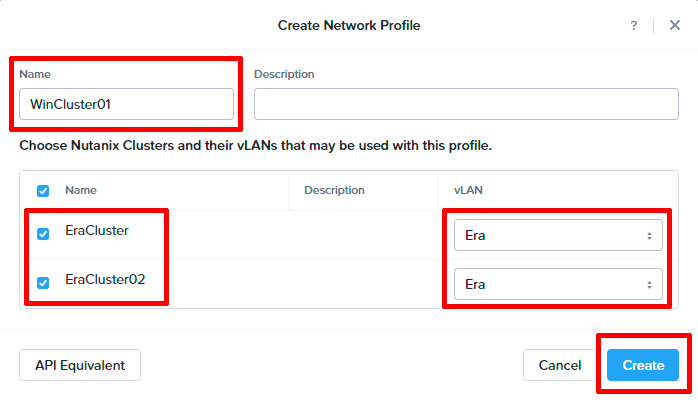 Create Network Profile
?
Name Description
WinCluster01
Choose Nutanix Clusters and their vLANs that may be used with this profile.
Name Description vLAN
EraCluster Era
EraCluster02 Era
API Equivalent Cancel Create